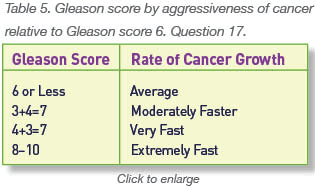 Table 5. Gleason score by aggressiveness of cancer
relative to Gleason score 6. Question 17.
Gleason Score Rate of Cancer Growth
6 or Less Average
3+4=7 Moderately Faster
4+3=7 Very Fast
8–10 Extremely Fast
Click to enlarge